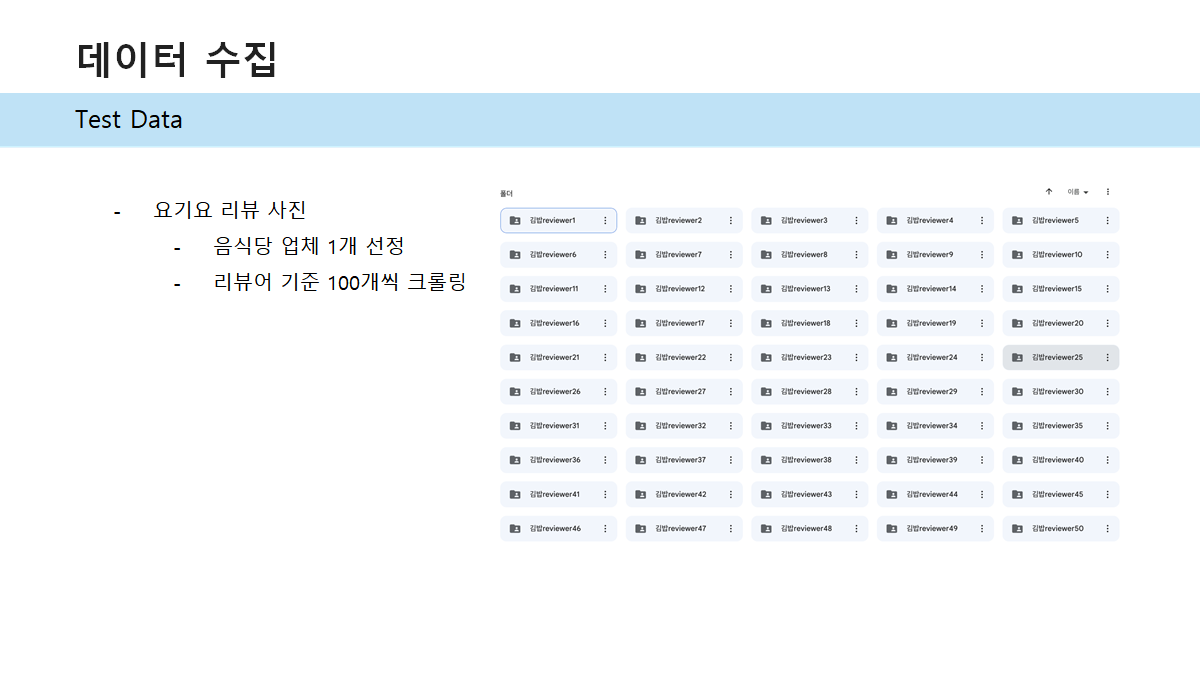 데이터 수집
Test Data
- 요기요 리뷰 사진
- 음식당 업체 1개 선정
- 리뷰어 기준 100개씩 크롤링
폴더 이름
김밥reviewer1 김밥reviewer2 김밥reviewer3 김밥reviewer4 김밥reviewer5
김밥reviewer6 김밥reviewer7 김밥reviewer8 김밥reviewer9 김밥reviewer10
김밥reviewer11 김밥reviewer12 김밥reviewer13 김밥reviewer14 김밥reviewer15
김밥reviewer16 김밥reviewer17 김밥reviewer18 김밥reviewer19 김밥reviewer20
김밥reviewer21 김밥reviewer22 김밥reviewer23 김밥reviewer24 김밥reviewer25
김밥reviewer26 김밥reviewer27 김밥reviewer28 김밥reviewer29 김밥reviewer30
김밥reviewer31 김밥reviewer32 김밥reviewer33 김밥reviewer34 김밥reviewer35
김밥reviewer36 김밥reviewer37 김밥reviewer38 김밥reviewer39 김밥reviewer40
김밥reviewer41 김밥reviewer42 김밥reviewer43 김밥reviewer44 김밥reviewer45
김밥reviewer46 김밥reviewer47 김밥reviewer48 김밥reviewer49 김밥reviewer50